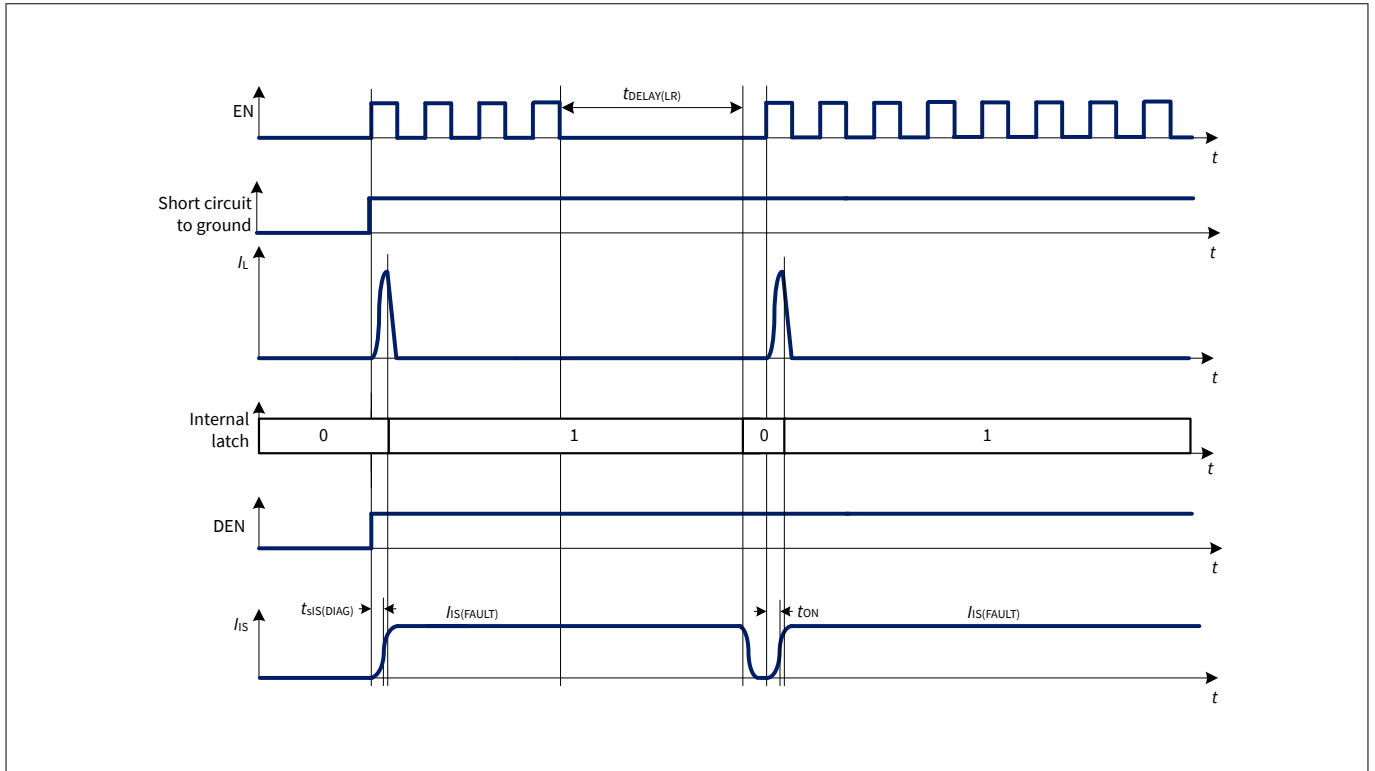 EN
tDELAY(LR)
t
Short circuit
to ground
t
IL
t
Internal
latch
0
1
0
1
t
DEN
t
tsIS(DIAG)
IIS(FAULT)
tON
IIS(FAULT)
IIS
t